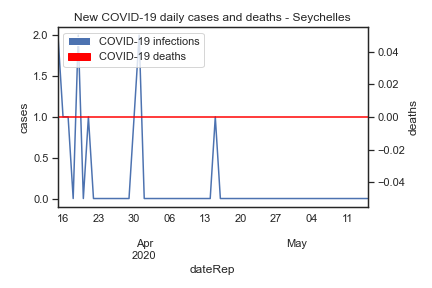 New COVID-19 daily cases and deaths - Seychelles
COVID-19 infections
COVID-19 deaths
2.0
1.5
1.0
0.5
0.0
cases
0.04
0.02
0.00
−0.02
−0.04
deaths
16 23 30 06 13 20 27 04 11
Apr May
2020
dateRep